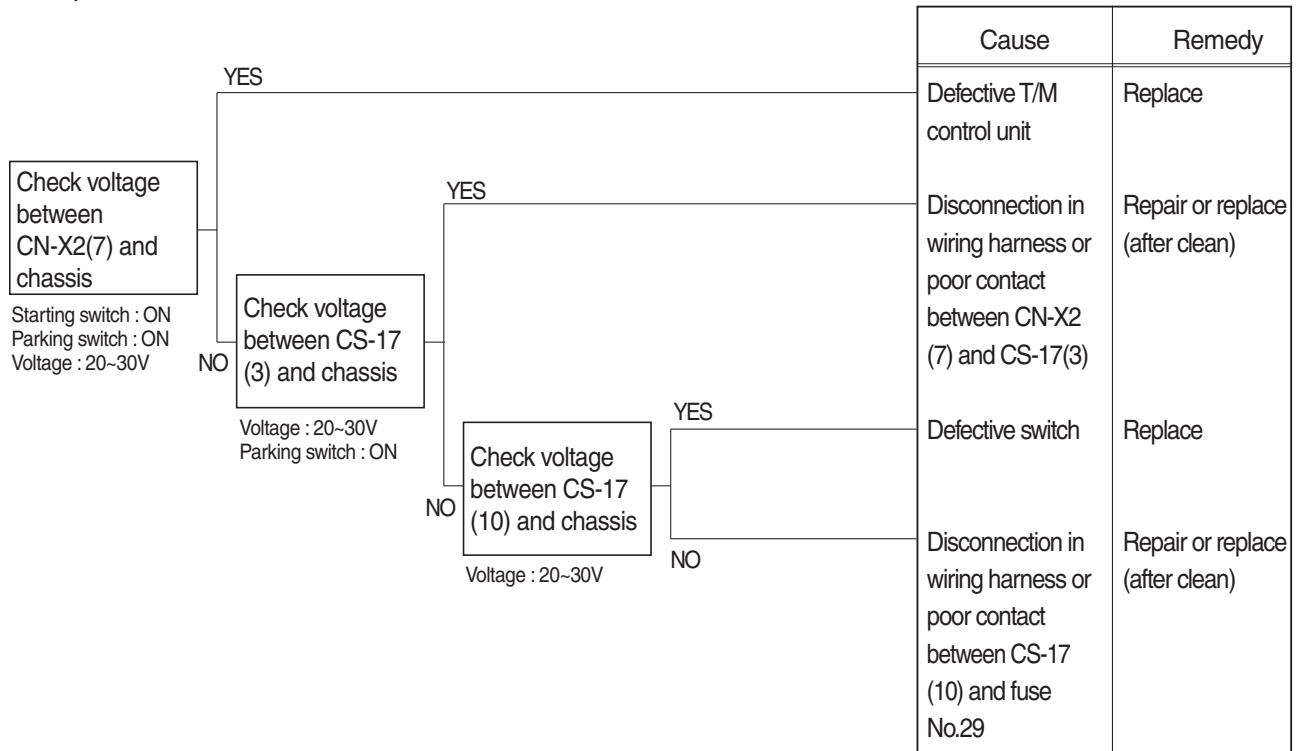 Cause
Remedy
YES
Defective T/M
control unit
Replace
Check voltage
between
CN-X2(7) and
chassis
Starting switch : ON
Parking switch : ON
Voltage : 20~30V
NO
YES
Disconnection in
wiring harness or
poor contact
between CN-X2
(7) and CS-17(3)
Repair or replace
(after clean)
Check voltage
between CS-17
(3) and chassis
Voltage : 20~30V
Parking switch : ON
NO
YES
Defective switch
Replace
Check voltage
between CS-17
(10) and chassis
Voltage : 20~30V
NO
Disconnection in
wiring harness or
poor contact
between CS-17
(10) and fuse
No.29
Repair or replace
(after clean)